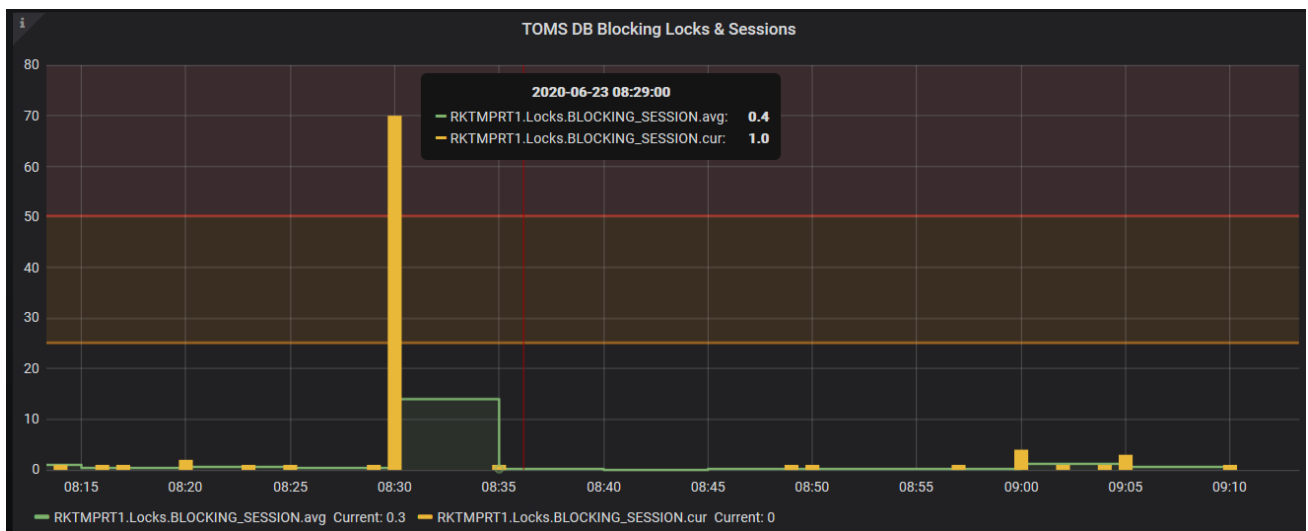 i
TOMS DB Blocking Locks & Sessions
80
70
60
50
40
30
20
10
0
2020-06-23 08:29:00
RKTMPRT1.Locks.BLOCKING_SESSION.avg: 0.4
RKTMPRT1.Locks.BLOCKING_SESSION.cur: 1.0
08:15 08:20 08:25 08:30 08:35 08:40 08:45 08:50 08:55 09:00 09:05 09:10
RKTMPRT1.Locks.BLOCKING_SESSION.avg Current: 0.3 RKTMPRT1.Locks.BLOCKING_SESSION.cur Current: 0